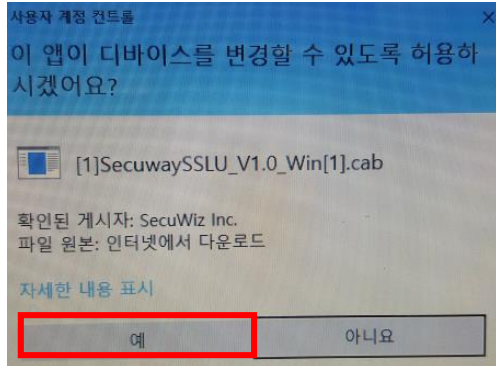 사용자 계정 컨트롤
이 앱이 디바이스를 변경할 수 있도록 허용하
시겠어요?
[1]SecuwaySSLU_V1.0_Win[1].cab
확인된 게시자: SecuWiz Inc.
파일 원본: 인터넷에서 다운로드
자세한 내용 표시
예 아니요